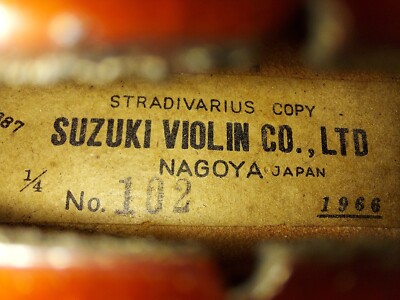 STRADIVARIUS COPY
SUZUKI VIOLIN CO., LTD
NAGOYA JAPAN
1/4
No. 102
1966